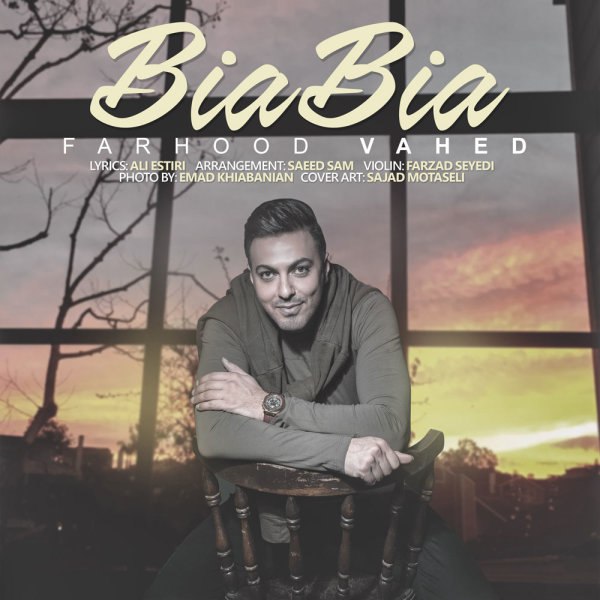 BiaBia
FARHOOD VAHED
LYRICS: ALI ESTIRI ARRANGEMENT: SAEED SAM VIOLIN: FARZAD SEYEDI
PHOTO BY: EMAD KHIABANIAN COVER ART: SAJAD MOTASELI